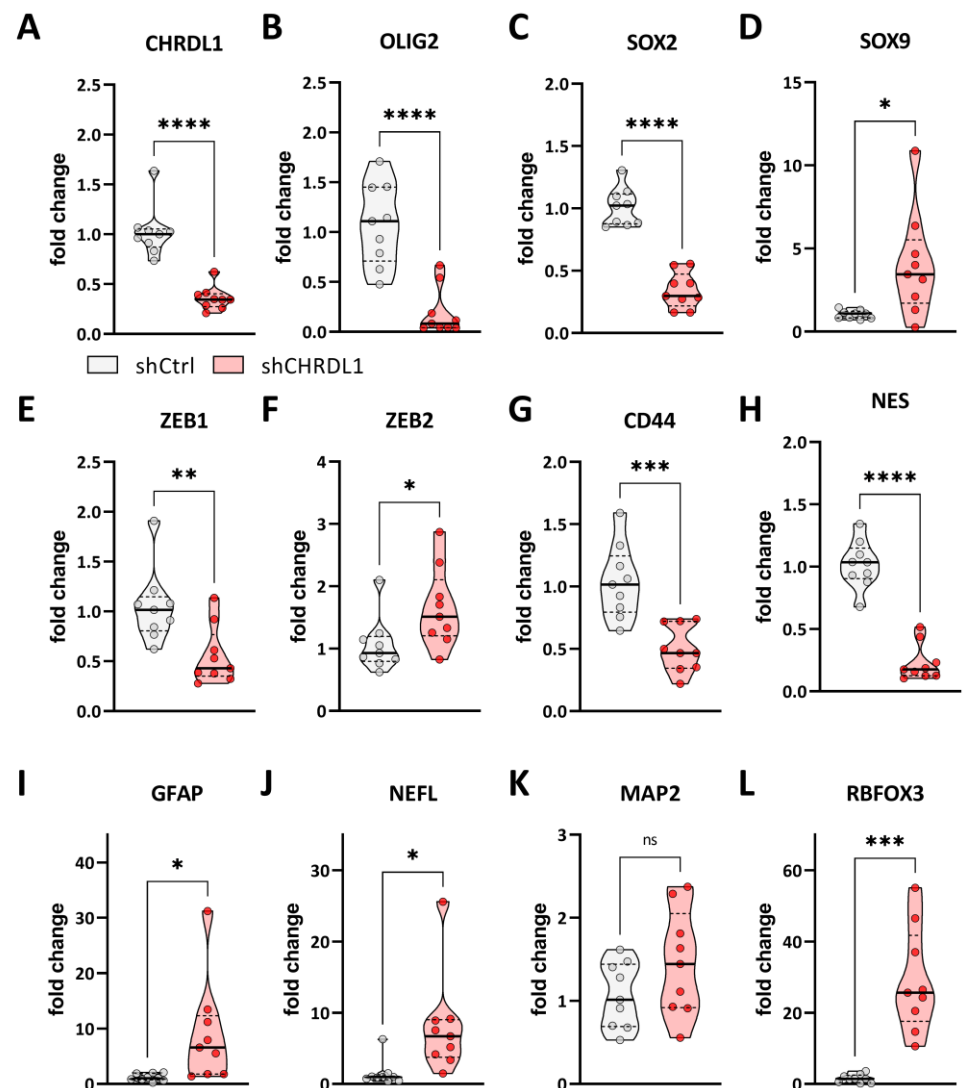 A CHRDL1
fold change
2.5
2.0
1.5
1.0
0.5
0.0
****
B OLIG2
fold change
2.5
2.0
1.5
1.0
0.5
0.0
****
C SOX2
fold change
2.0
1.5
1.0
0.5
0.0
****
D SOX9
fold change
15
10
5
0
*
shCtrl shCHRDL1
E ZEB1
fold change
2.5
2.0
1.5
1.0
0.5
0.0
**
F ZEB2
fold change
4
3
2
1
0
*
G CD44
fold change
2.0
1.5
1.0
0.5
0.0
***
H NES
fold change
2.0
1.5
1.0
0.5
0.0
****
I GFAP
fold change
40
30
20
10
0
*
J NEFL
fold change
30
20
10
0
*
K MAP2
fold change
3
2
1
0
ns
L RBFOX3
fold change
60
40
20
0
***